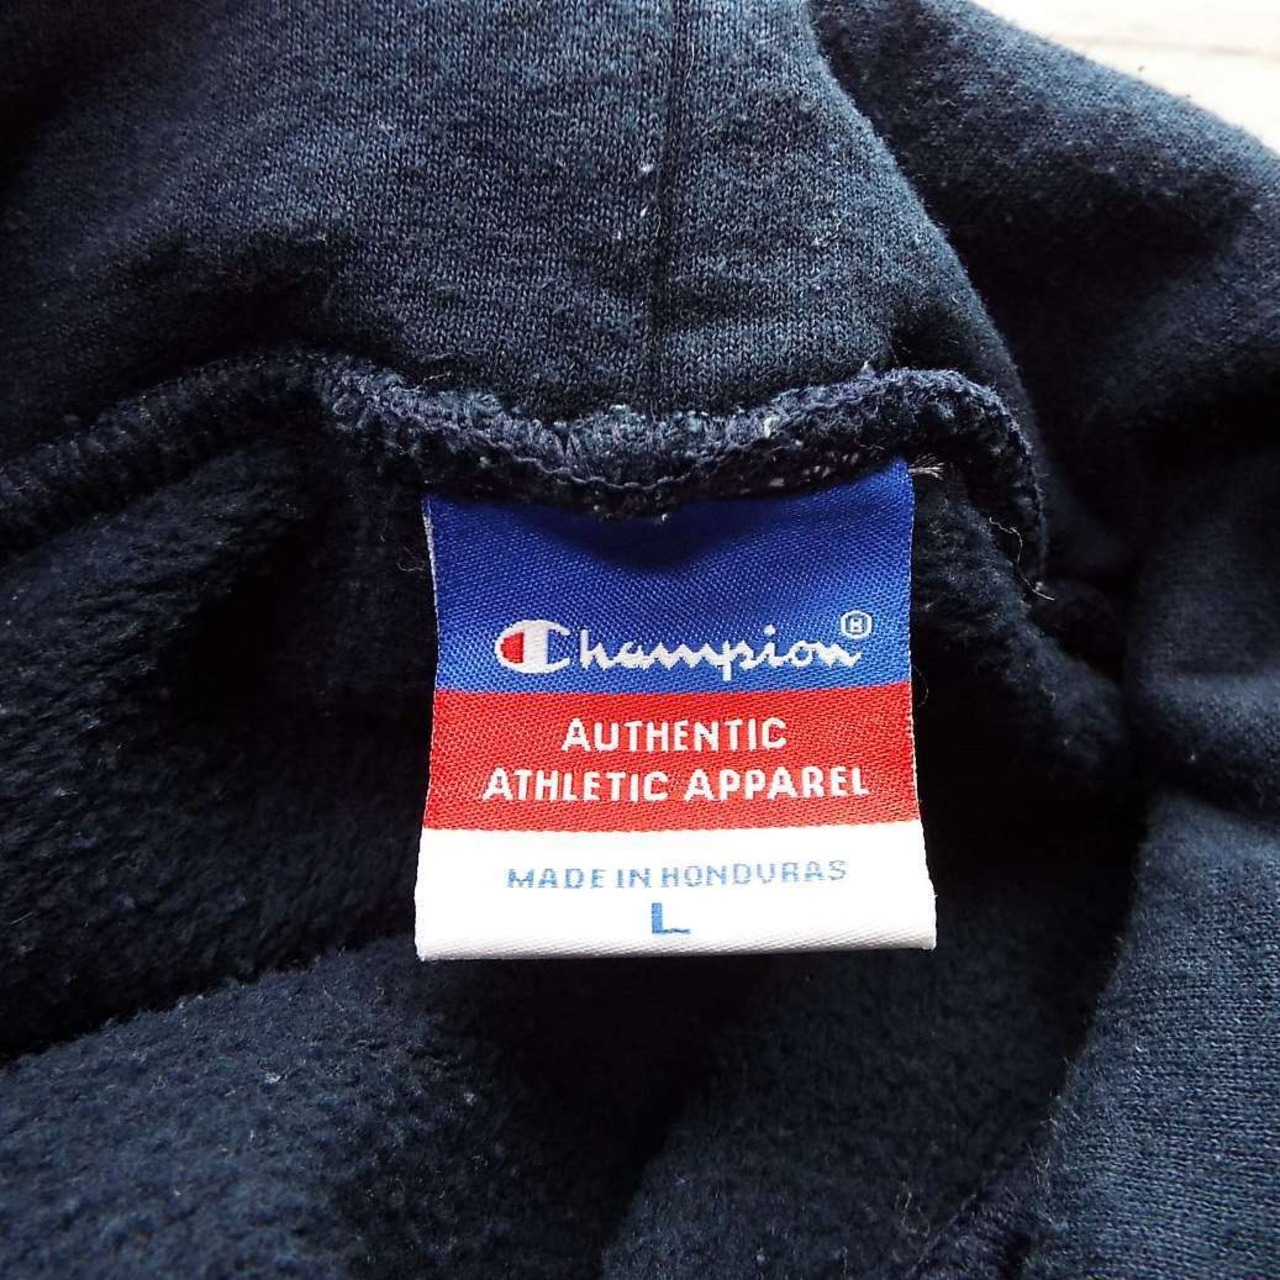 Champion®
AUTHENTIC
ATHLETIC APPAREL
MADE IN HONDURAS
L